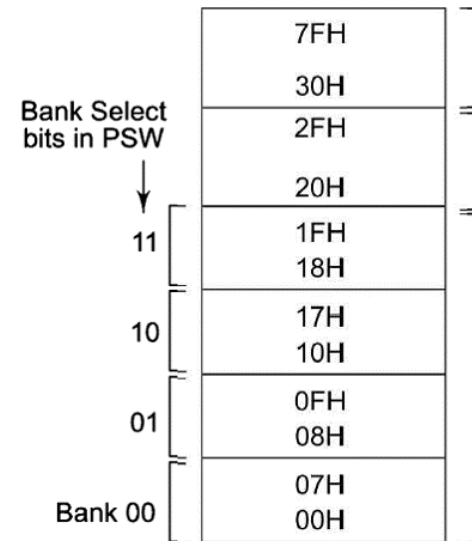 7FH
30H
Bank Select
bits in PSW
2FH
20H
11
1FH
18H
10
17H
10H
01
0FH
08H
Bank 00
07H
00H